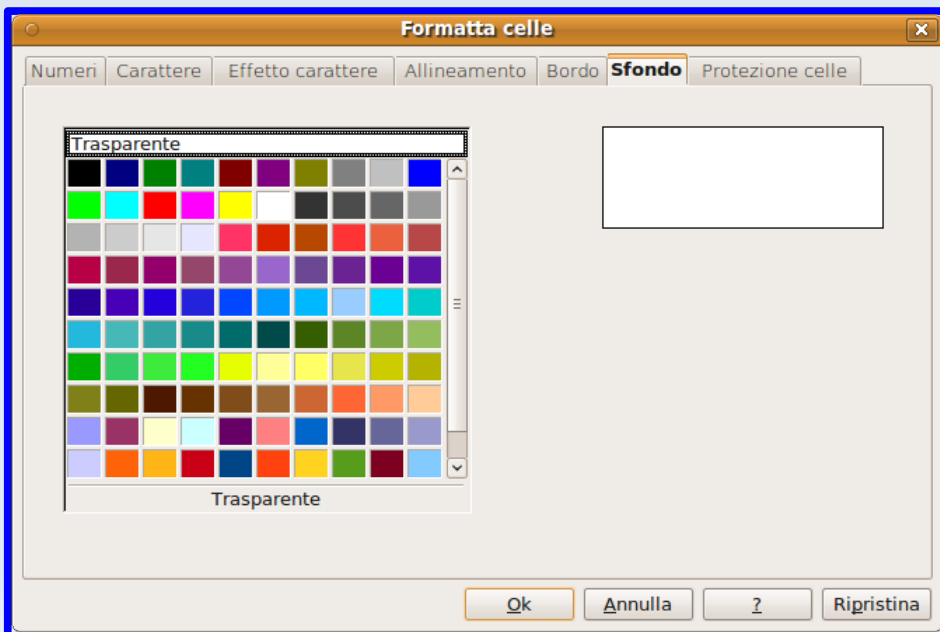 Formatta celle
Numeri Carattere Effetto carattere Allineamento Bordo Sfondo Protezione celle
Trasparente
Trasparente
Ok Annulla ? Ripristina